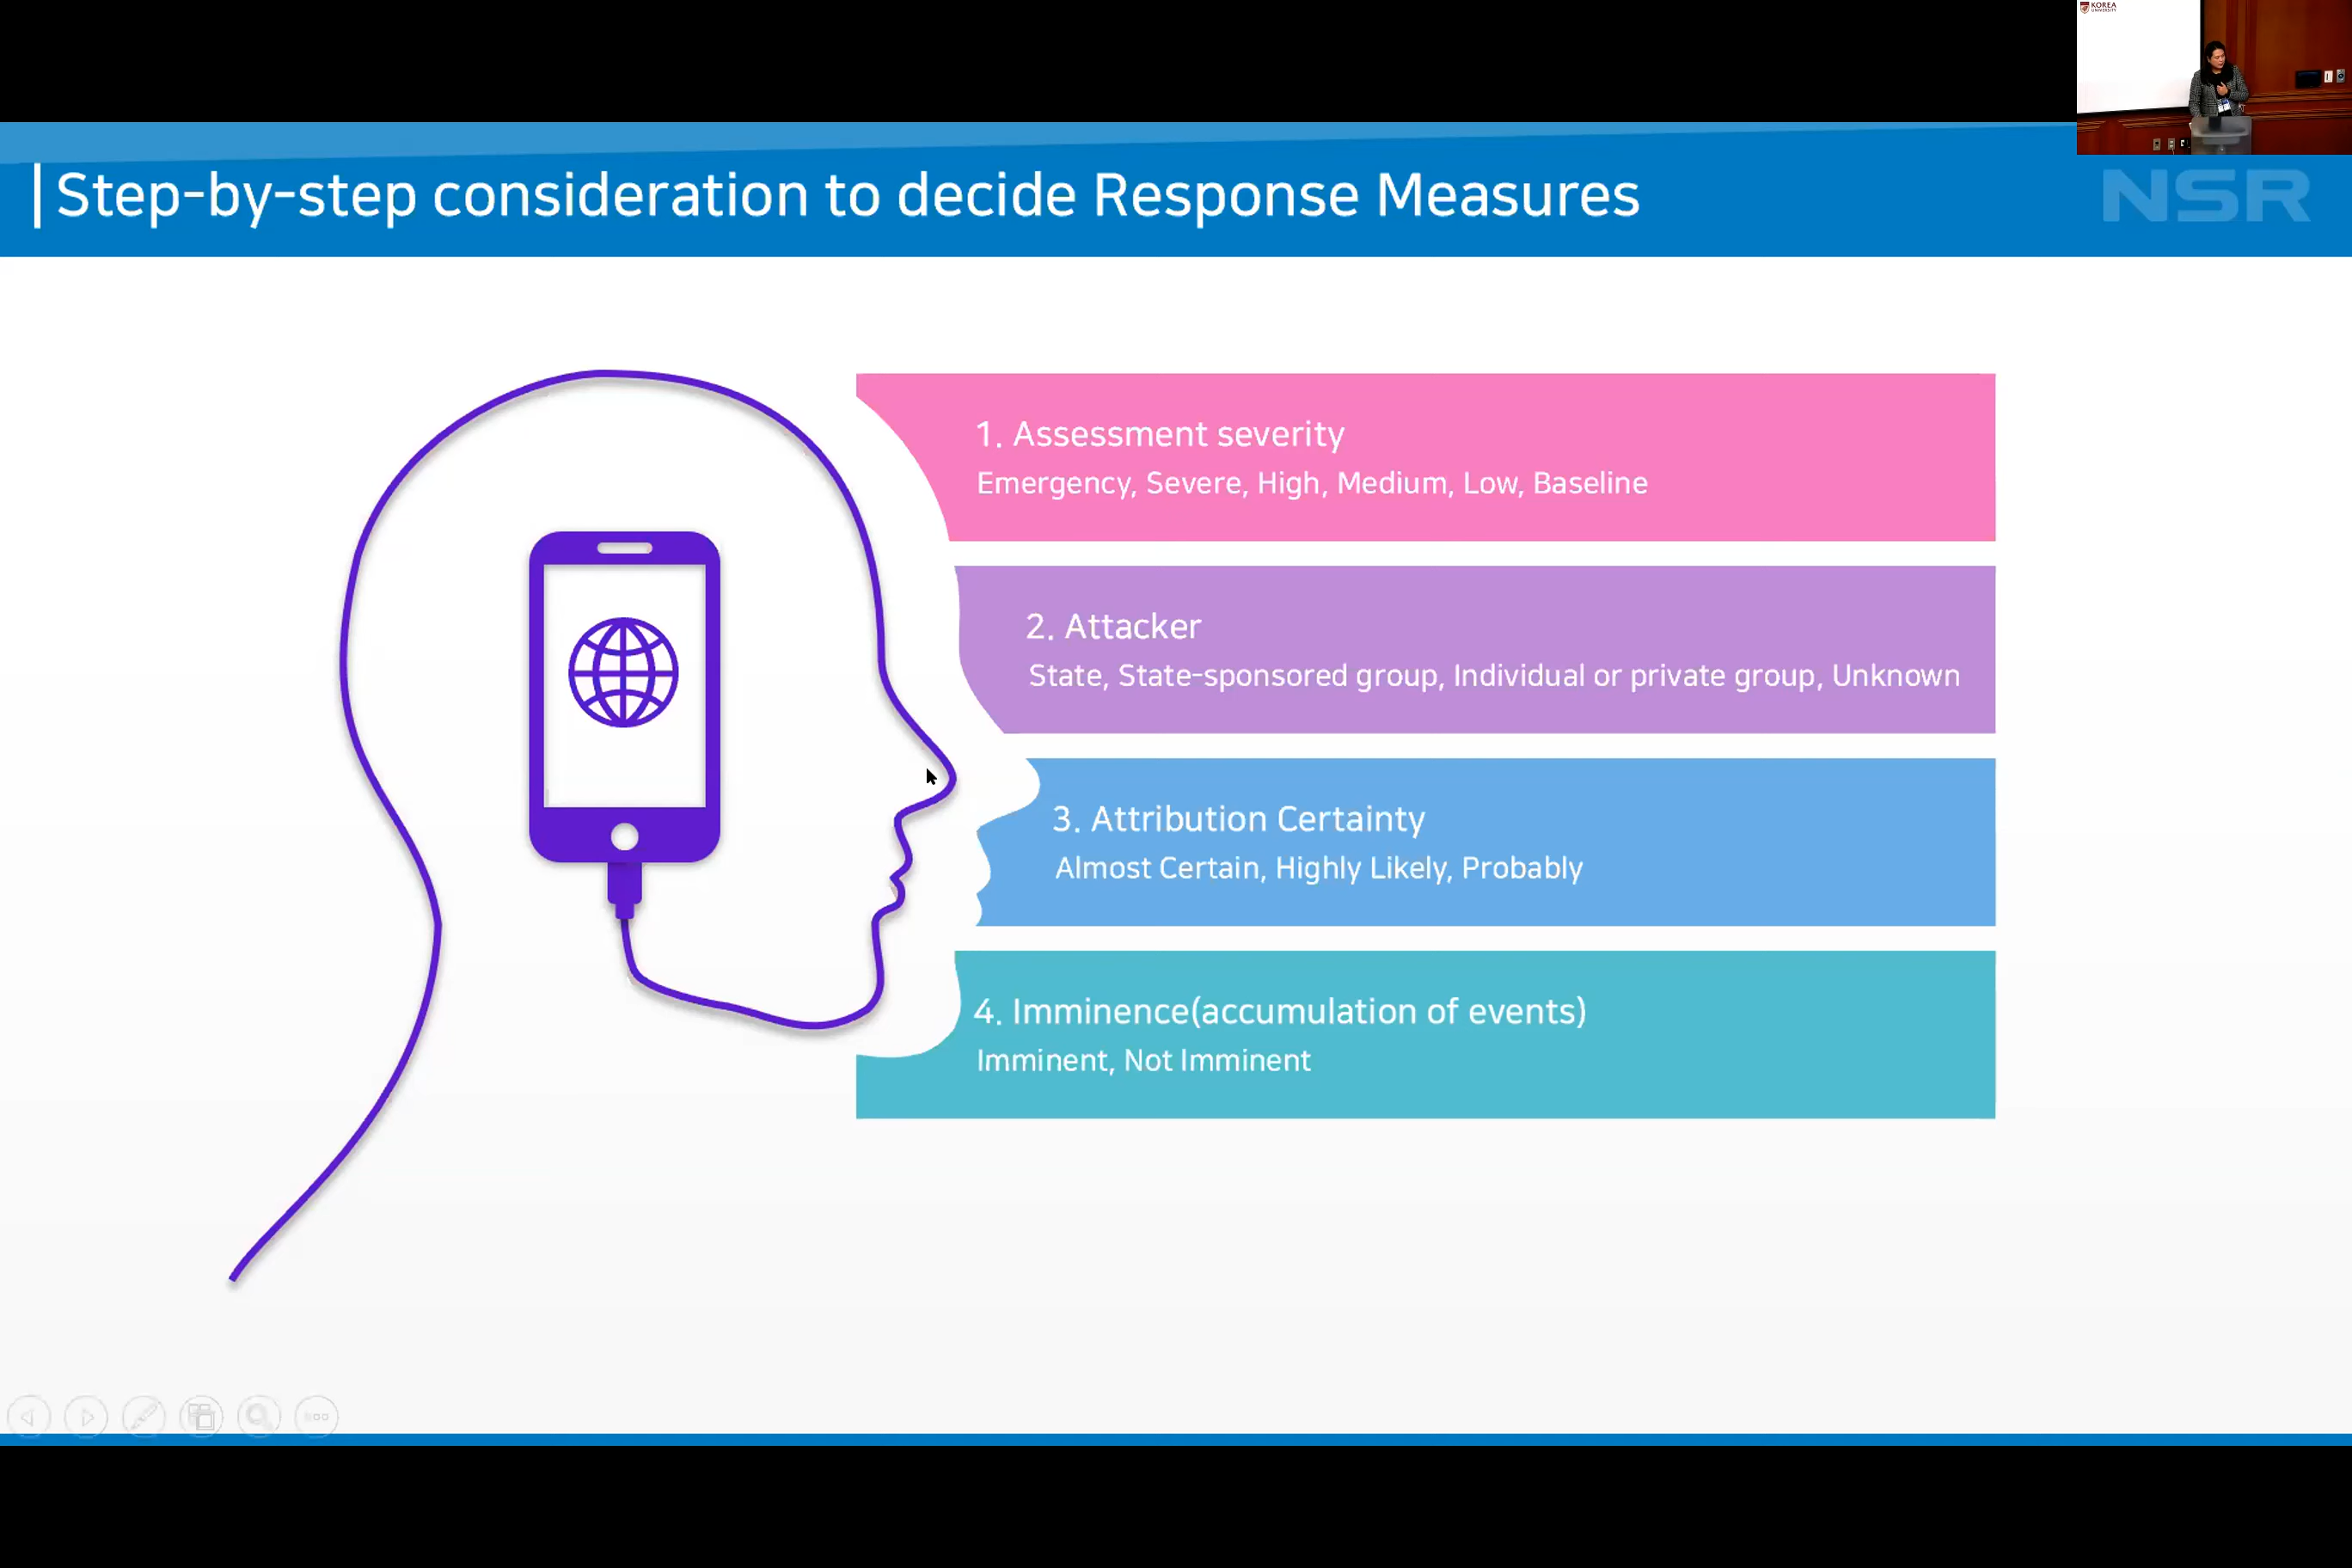 KOREA
UNIVERSITY
Step-by-step consideration to decide Response Measures
NSR
1. Assessment severity
Emergency, Severe, High, Medium, Low, Baseline
2. Attacker
State, State-sponsored group, Individual or private group, Unknown
3. Attribution Certainty
Almost Certain, Highly Likely, Probably
4. Imminence(accumulation of events)
Imminent, Not Imminent